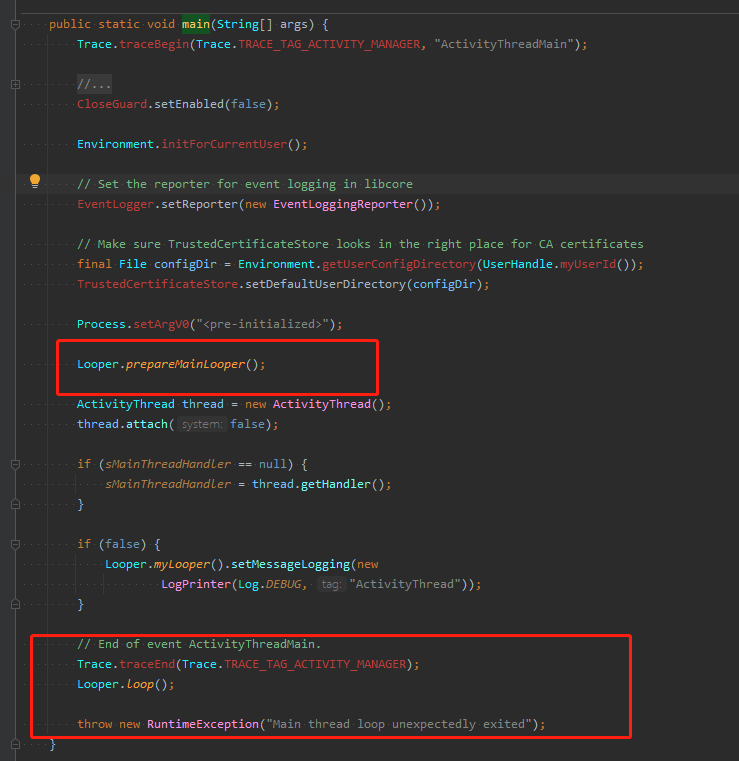 public static void main(String[] args) {
Trace.traceBegin(Trace.TRACE_TAG_ACTIVITY_MANAGER, "ActivityThreadMain");
//...
CloseGuard.setEnabled(false);
Environment.initForCurrentUser();
// Set the reporter for event logging in libcore
EventLogger.setReporter(new EventLoggingReporter());
// Make sure TrustedCertificateStore looks in the right place for CA certificates
final File configDir = Environment.getUserConfigDirectory(UserHandle.myUserId());
TrustedCertificateStore.setDefaultUserDirectory(configDir);
Process.setArgV0("<pre-initialized>");
Looper.prepareMainLooper();
ActivityThread thread = new ActivityThread();
thread.attach( system: false);
if (sMainThreadHandler == null) {
sMainThreadHandler = thread.getHandler();
}
if (false) {
Looper.myLooper().setMessageLogging(new
LogPrinter(Log.DEBUG, tag: "ActivityThread"));
}
// End of event ActivityThreadMain.
Trace.traceEnd(Trace.TRACE_TAG_ACTIVITY_MANAGER);
Looper.loop();
throw new RuntimeException("Main thread loop unexpectedly exited");
}